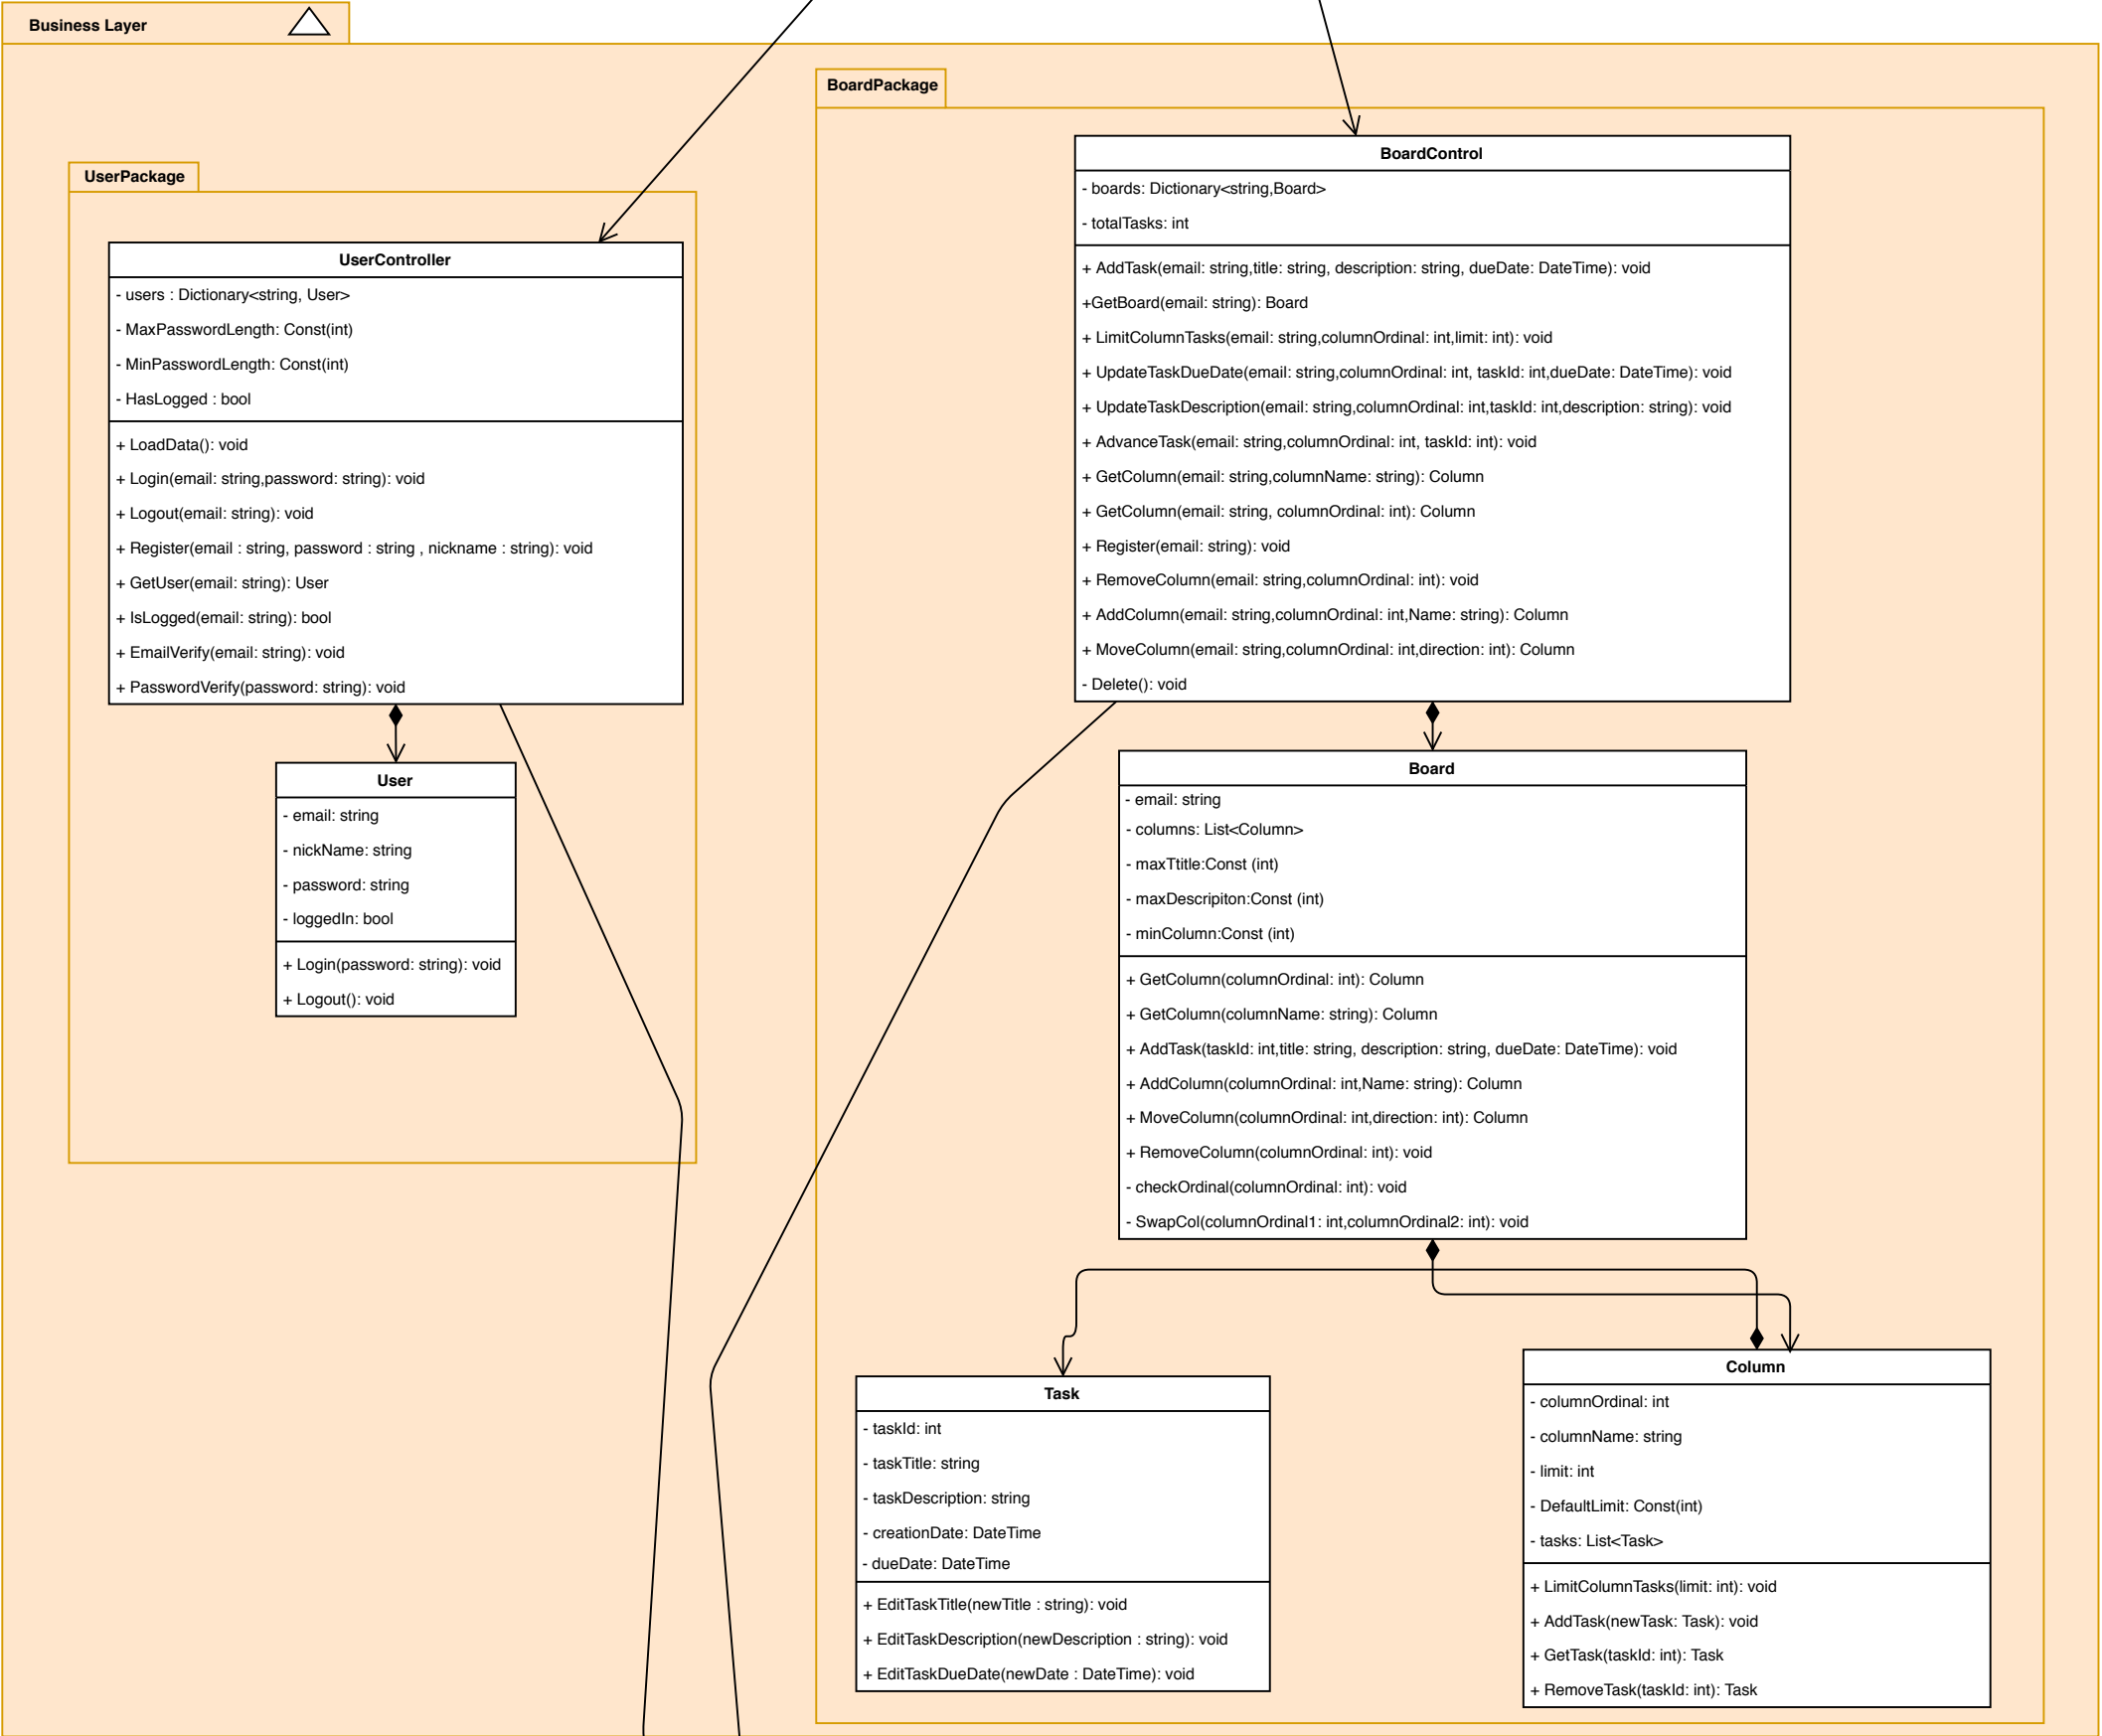 Business Layer
UserPackage
UserController
- users : Dictionary<string, User>
- MaxPasswordLength: Const(int)
- MinPasswordLength: Const(int)
- HasLogged : bool
+ LoadData(): void
+ Login(email: string,password: string): void
+ Logout(email: string): void
+ Register(email : string, password : string , nickname : string): void
+ GetUser(email: string): User
+ IsLogged(email: string): bool
+ EmailVerify(email: string): void
+ PasswordVerify(password: string): void
User
- email: string
- nickName: string
- password: string
- loggedIn: bool
+ Login(password: string): void
+ Logout(): void
BoardPackage
BoardControl
- boards: Dictionary<string,Board>
- totalTasks: int
+ AddTask(email: string,title: string, description: string, dueDate: DateTime): void
+GetBoard(email: string): Board
+ LimitColumnTasks(email: string,columnOrdinal: int,limit: int): void
+ UpdateTaskDueDate(email: string,columnOrdinal: int, taskId: int,dueDate: DateTime): void
+ UpdateTaskDescription(email: string,columnOrdinal: int,taskId: int,description: string): void
+ AdvanceTask(email: string,columnOrdinal: int, taskId: int): void
+ GetColumn(email: string,columnName: string): Column
+ GetColumn(email: string, columnOrdinal: int): Column
+ Register(email: string): void
+ RemoveColumn(email: string,columnOrdinal: int): void
+ AddColumn(email: string,columnOrdinal: int,Name: string): Column
+ MoveColumn(email: string,columnOrdinal: int,direction: int): Column
- Delete(): void
Board
- email: string
- columns: List<Column>
- maxTtitle:Const (int)
- maxDescripiton:Const (int)
- minColumn:Const (int)
+ GetColumn(columnOrdinal: int): Column
+ GetColumn(columnName: string): Column
+ AddTask(taskId: int,title: string, description: string, dueDate: DateTime): void
+ AddColumn(columnOrdinal: int,Name: string): Column
+ MoveColumn(columnOrdinal: int,direction: int): Column
+ RemoveColumn(columnOrdinal: int): void
- checkOrdinal(columnOrdinal: int): void
- SwapCol(columnOrdinal1: int,columnOrdinal2: int): void
Task
- taskId: int
- taskTitle: string
- taskDescription: string
- creationDate: DateTime
- dueDate: DateTime
+ EditTaskTitle(newTitle : string): void
+ EditTaskDescription(newDescription : string): void
+ EditTaskDueDate(newDate : DateTime): void
Column
- columnOrdinal: int
- columnName: string
- limit: int
- DefaultLimit: Const(int)
- tasks: List<Task>
+ LimitColumnTasks(limit: int): void
+ AddTask(newTask: Task): void
+ GetTask(taskId: int): Task
+ RemoveTask(taskId: int): Task